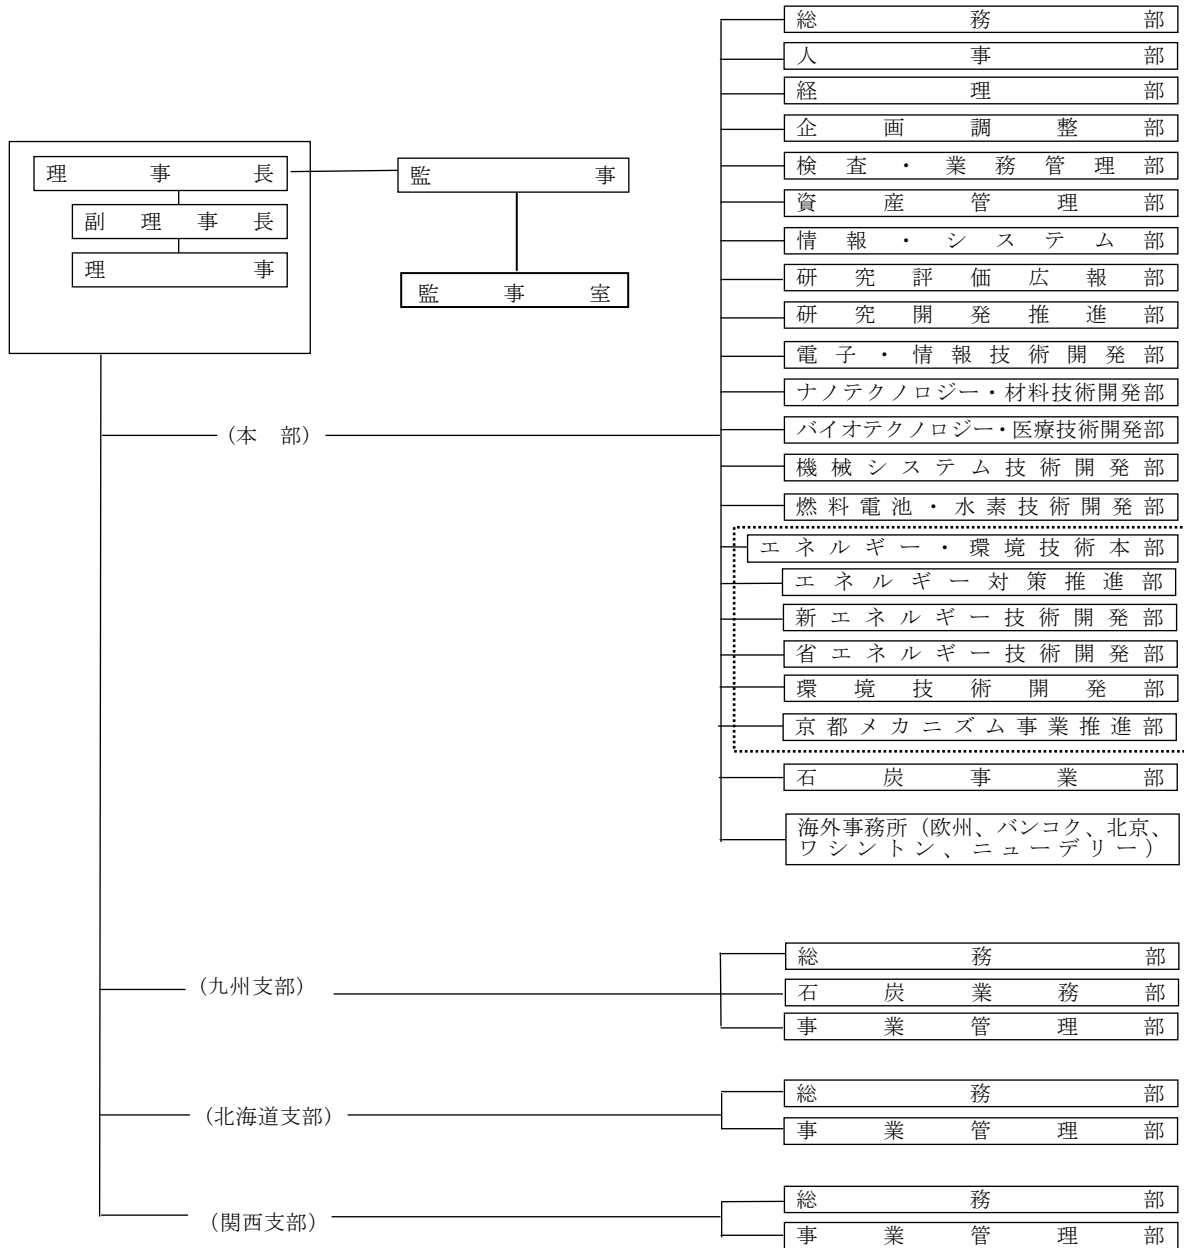 理事長
副理事長
理事
監事
監事室
(本 部)
総務部
人事部
経理部
企画調整部
検査・業務管理部
資産管理部
情報・システム部
研究評価広報部
研究開発推進部
電子・情報技術開発部
ナノテクノロジー・材料技術開発部
バイオテクノロジー・医療技術開発部
機械システム技術開発部
燃料電池・水素技術開発部
エネルギー・環境技術本部
エネルギー対策推進部
新エネルギー技術開発部
省エネルギー技術開発部
環境技術開発部
京都メカニズム事業推進部
石炭事業部
海外事務所(欧州、バンコク、北京、
ワシントン、ニューデリー)
(九州支部)
総務部
石炭業務部
事業管理部
(北海道支部)
総務部
事業管理部
(関西支部)
総務部
事業管理部